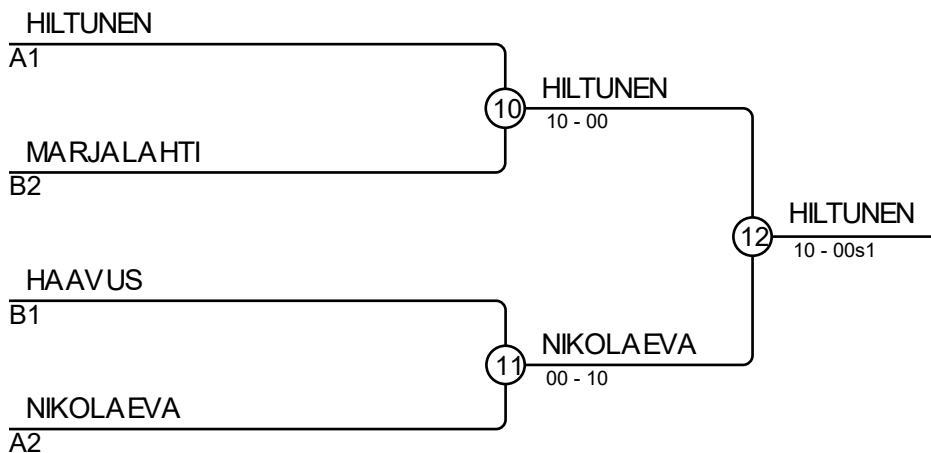 HILTUNEN
A1
10
HILTUNEN
10 - 00
MARJALAHTI
B2
12
HILTUNEN
10 - 00s1
HAAVUS
B1
11
NIKOLAEVA
00 - 10
NIKOLAEVA
A2